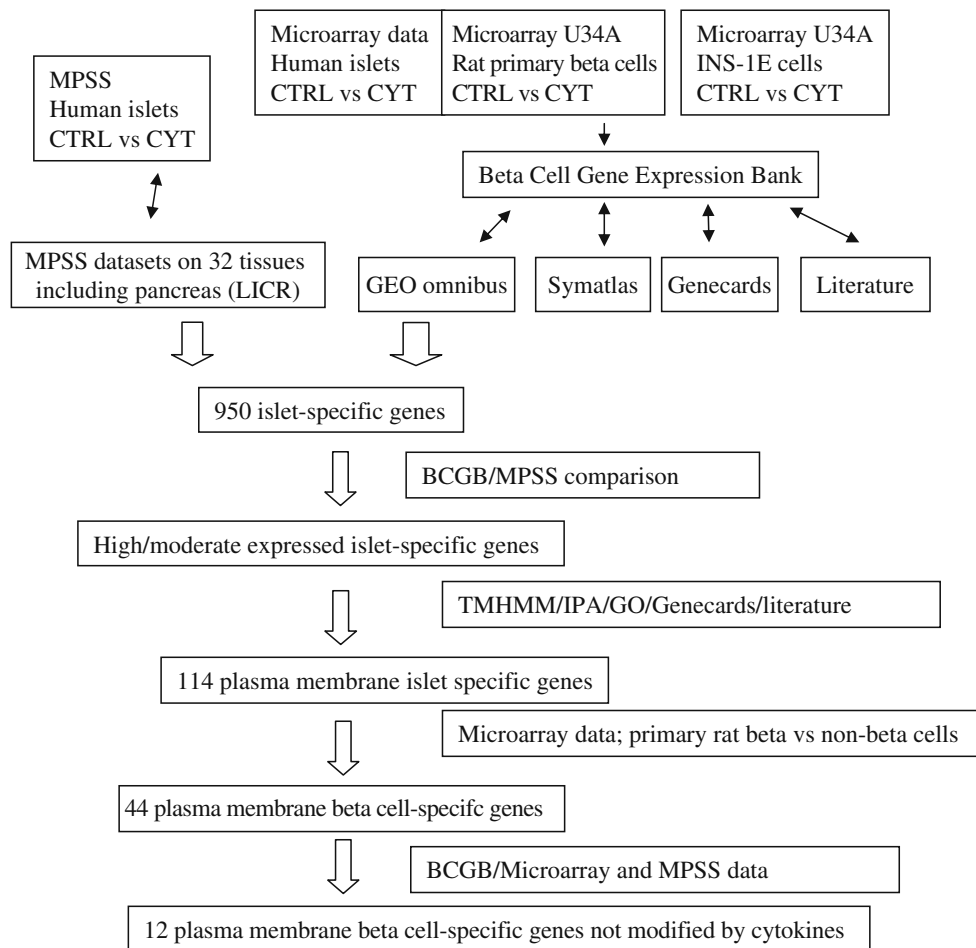 MPSS
Human islets
CTRL vs CYT
Microarray data
Human islets
CTRL vs CYT
Microarray U34A
Rat primary beta cells
CTRL vs CYT
Microarray U34A
INS-1E cells
CTRL vs CYT
Beta Cell Gene Expression Bank
MPSS datasets on 32 tissues
including pancreas (LICR)
GEO omnibus
Symatlas
Genecards
Literature
950 islet-specific genes
BCGB/MPSS comparison
High/moderate expressed islet-specific genes
TMHMM/IPA/GO/Genecards/literature
114 plasma membrane islet specific genes
Microarray data; primary rat beta vs non-beta cells
44 plasma membrane beta cell-specifc genes
BCGB/Microarray and MPSS data
12 plasma membrane beta cell-specific genes not modified by cytokines